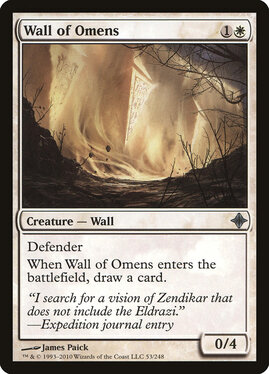 Wall of Omens 1
Creature — Wall
Defender
When Wall of Omens enters the
battlefield, draw a card.
“I search for a vision of Zendikar that
does not include the Eldrazi.”
—Expedition journal entry
James Paick
™ & © 1993–2010 Wizards of the Coast LLC 53/248
0/4